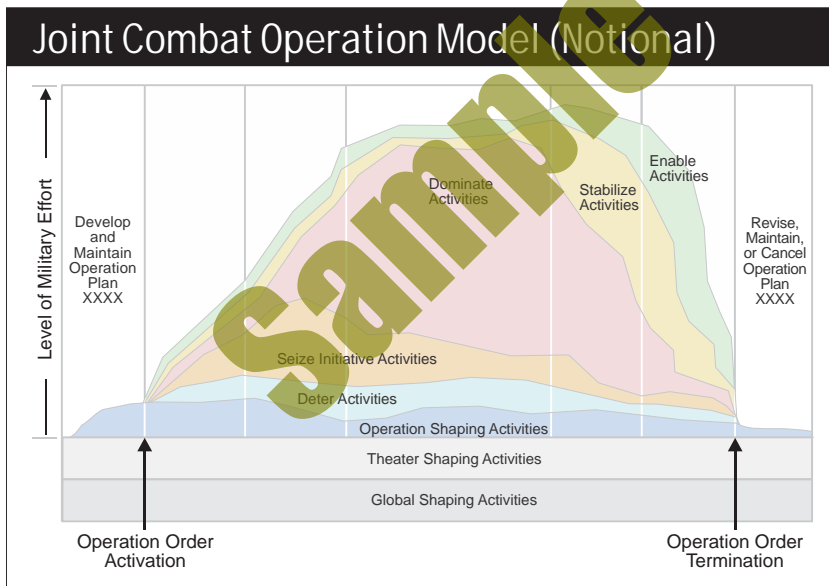 Joint Combat Operation Model (Notional)
Level of Military Effort
Develop
and
Maintain
Operation
Plan
XXXX
Dominate
Activities
Stabilize
Activities
Enable
Activities
Revise,
Maintain,
or Cancel
Operation
Plan
XXXX
Seize Initiative Activities
Deter Activities
Operation Shaping Activities
Theater Shaping Activities
Global Shaping Activities
Operation Order
Activation
Operation Order
Termination
Sample